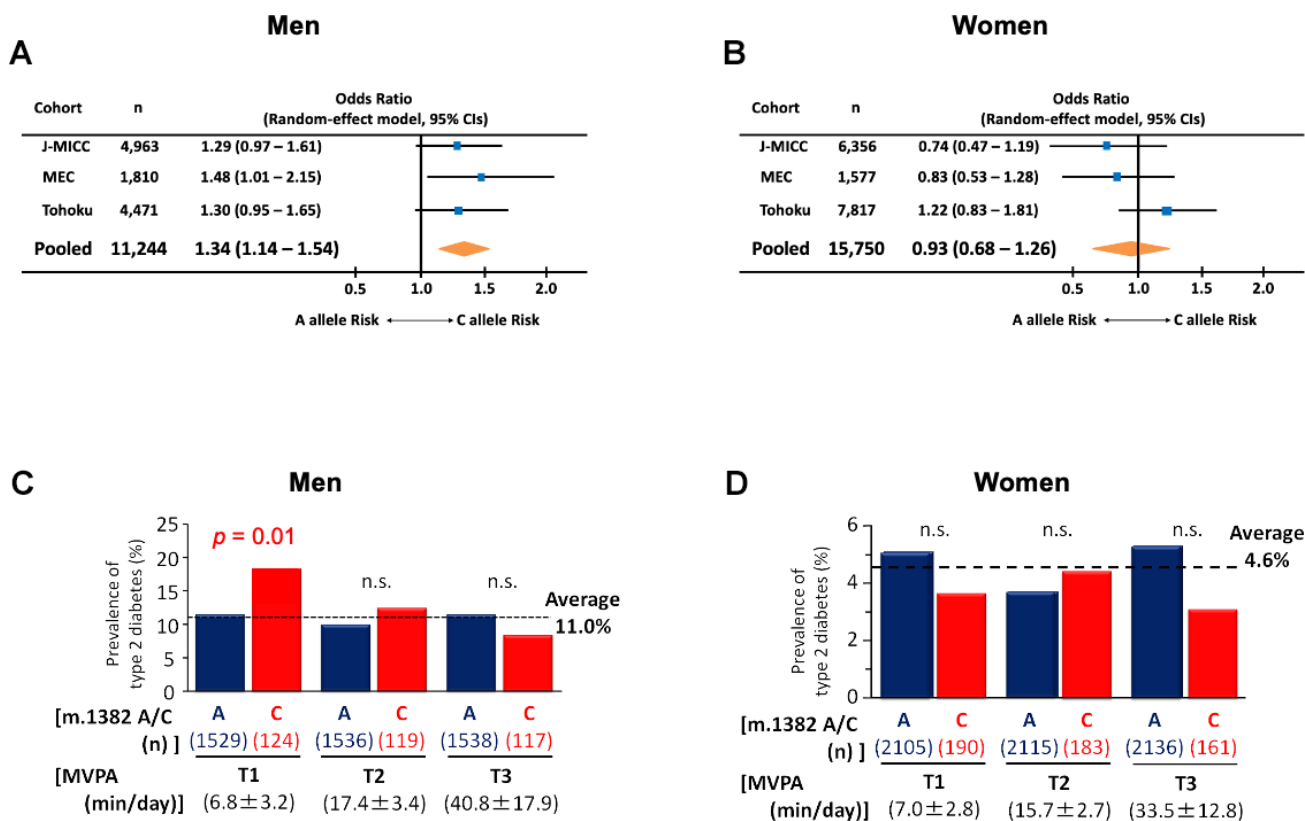 Men
A
Cohort n Odds Ratio
(Random-effect model, 95% CIs)
J-MICC 4,963 1.29 (0.97 – 1.61)
MEC 1,810 1.48 (1.01 – 2.15)
Tohoku 4,471 1.30 (0.95 – 1.65)
Pooled 11,244 1.34 (1.14 – 1.54)
0.5 1.0 1.5 2.0
A allele Risk C allele Risk
Women
B
Cohort n Odds Ratio
(Random-effect model, 95% CIs)
J-MICC 6,356 0.74 (0.47 – 1.19)
MEC 1,577 0.83 (0.53 – 1.28)
Tohoku 7,817 1.22 (0.83 – 1.81)
Pooled 15,750 0.93 (0.68 – 1.26)
0.5 1.0 1.5 2.0
A allele Risk C allele Risk
C
Men
Prevalence of
type 2 diabetes (%)
25
20
15
10
5
0
p = 0.01
n.s.
n.s.
Average
11.0%
[m.1382 A/C A C A C A C
(n) ] (1529) (124) (1536) (119) (1538) (117)
[MVPA T1 T2 T3
(min/day)] (6.8±3.2) (17.4±3.4) (40.8±17.9)
D
Women
Prevalence of
type 2 diabetes (%)
6
4
2
0
n.s.
n.s.
n.s.
Average
4.6%
[m.1382 A/C A C A C A C
(n) ] (2105) (190) (2115) (183) (2136) (161)
[MVPA T1 T2 T3
(min/day)] (7.0±2.8) (15.7±2.7) (33.5±12.8)